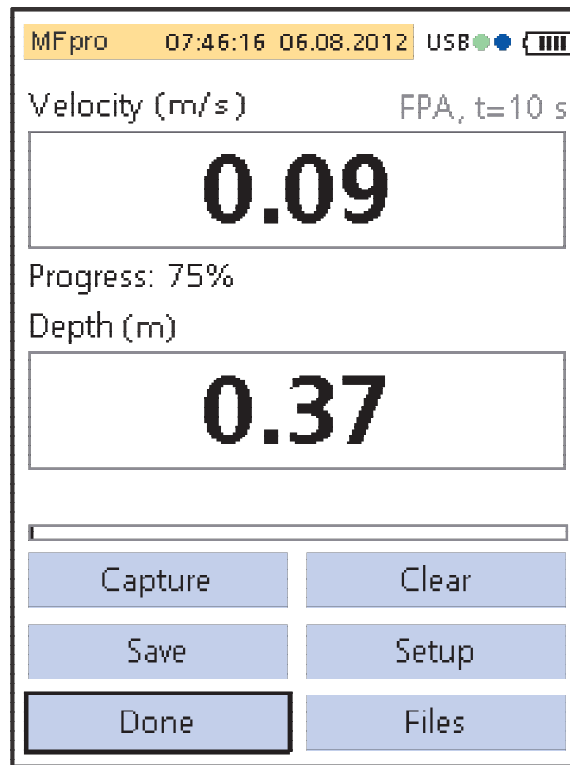 MFpro 07:46:16 06.08.2012 USB
Velocity (m/s) FPA, t=10 s
0.09
Progress: 75%
Depth (m)
0.37
Capture Clear
Save Setup
Done Files